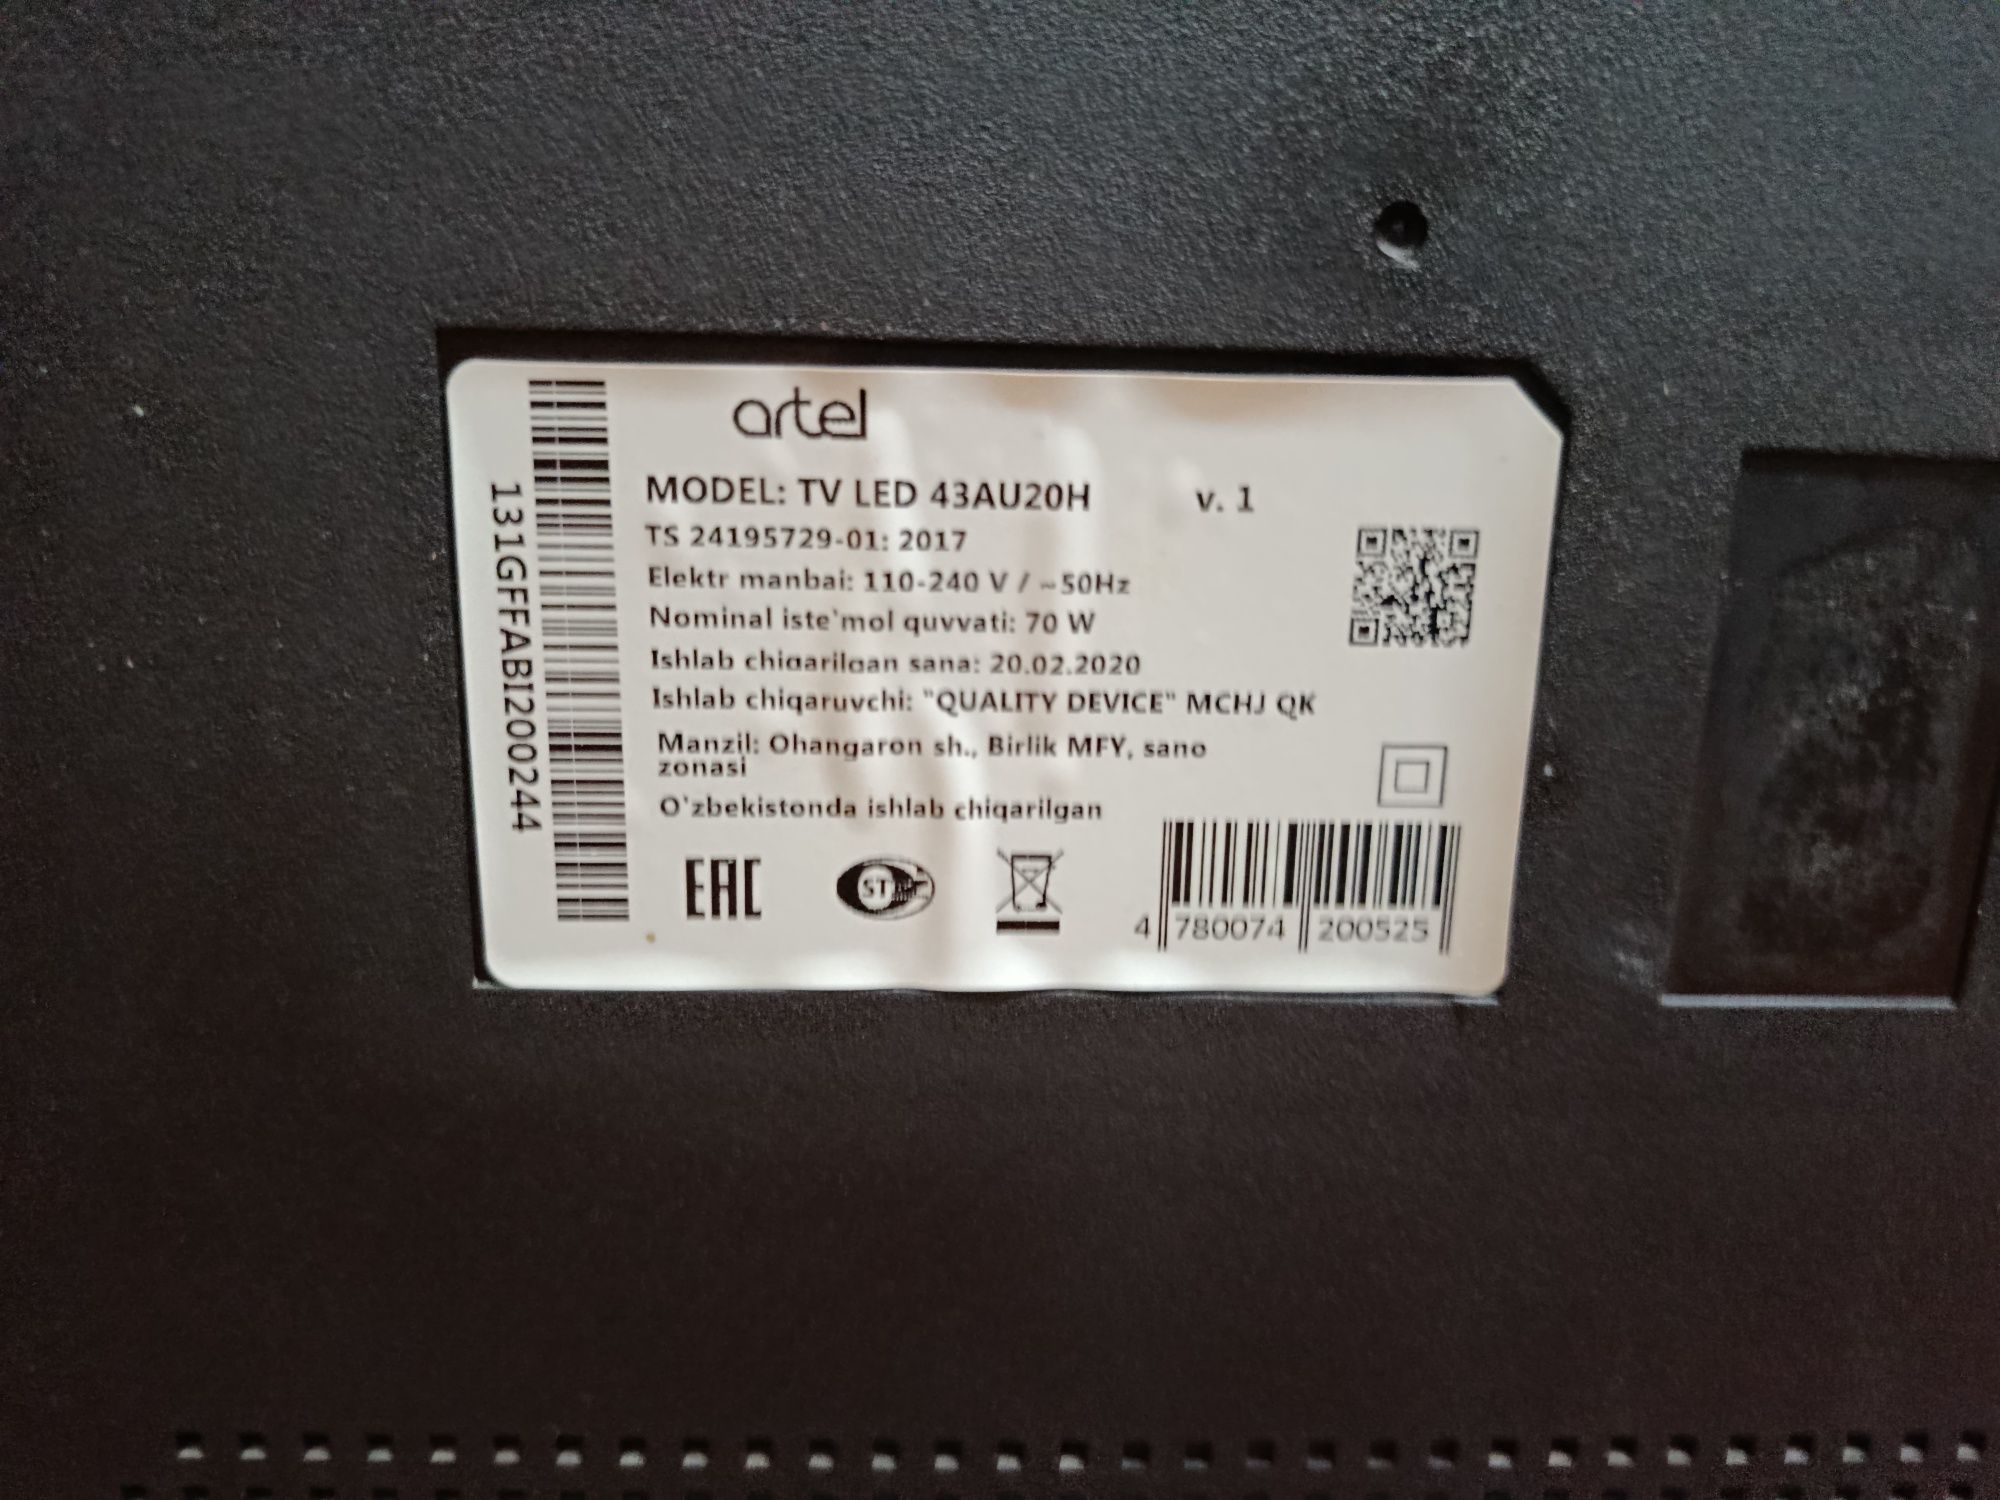 artel
MODEL: TV LED 43AU20H v. 1
TS 24195729-01: 2017
Elektr manbai: 110-240 V / ~50Hz
Nominal iste'mol quvvati: 70 W
Ishlab chiqarilgan sana: 20.02.2020
Ishlab chiqaruvchi: "QUALITY DEVICE" MCHJ QK
Manzil: Ohangaron sh., Birlik MFY, sano
zonasi
O'zbekistonda ishlab chiqarilgan
EAC
ST
4 780074 200525
131GFFABI200244